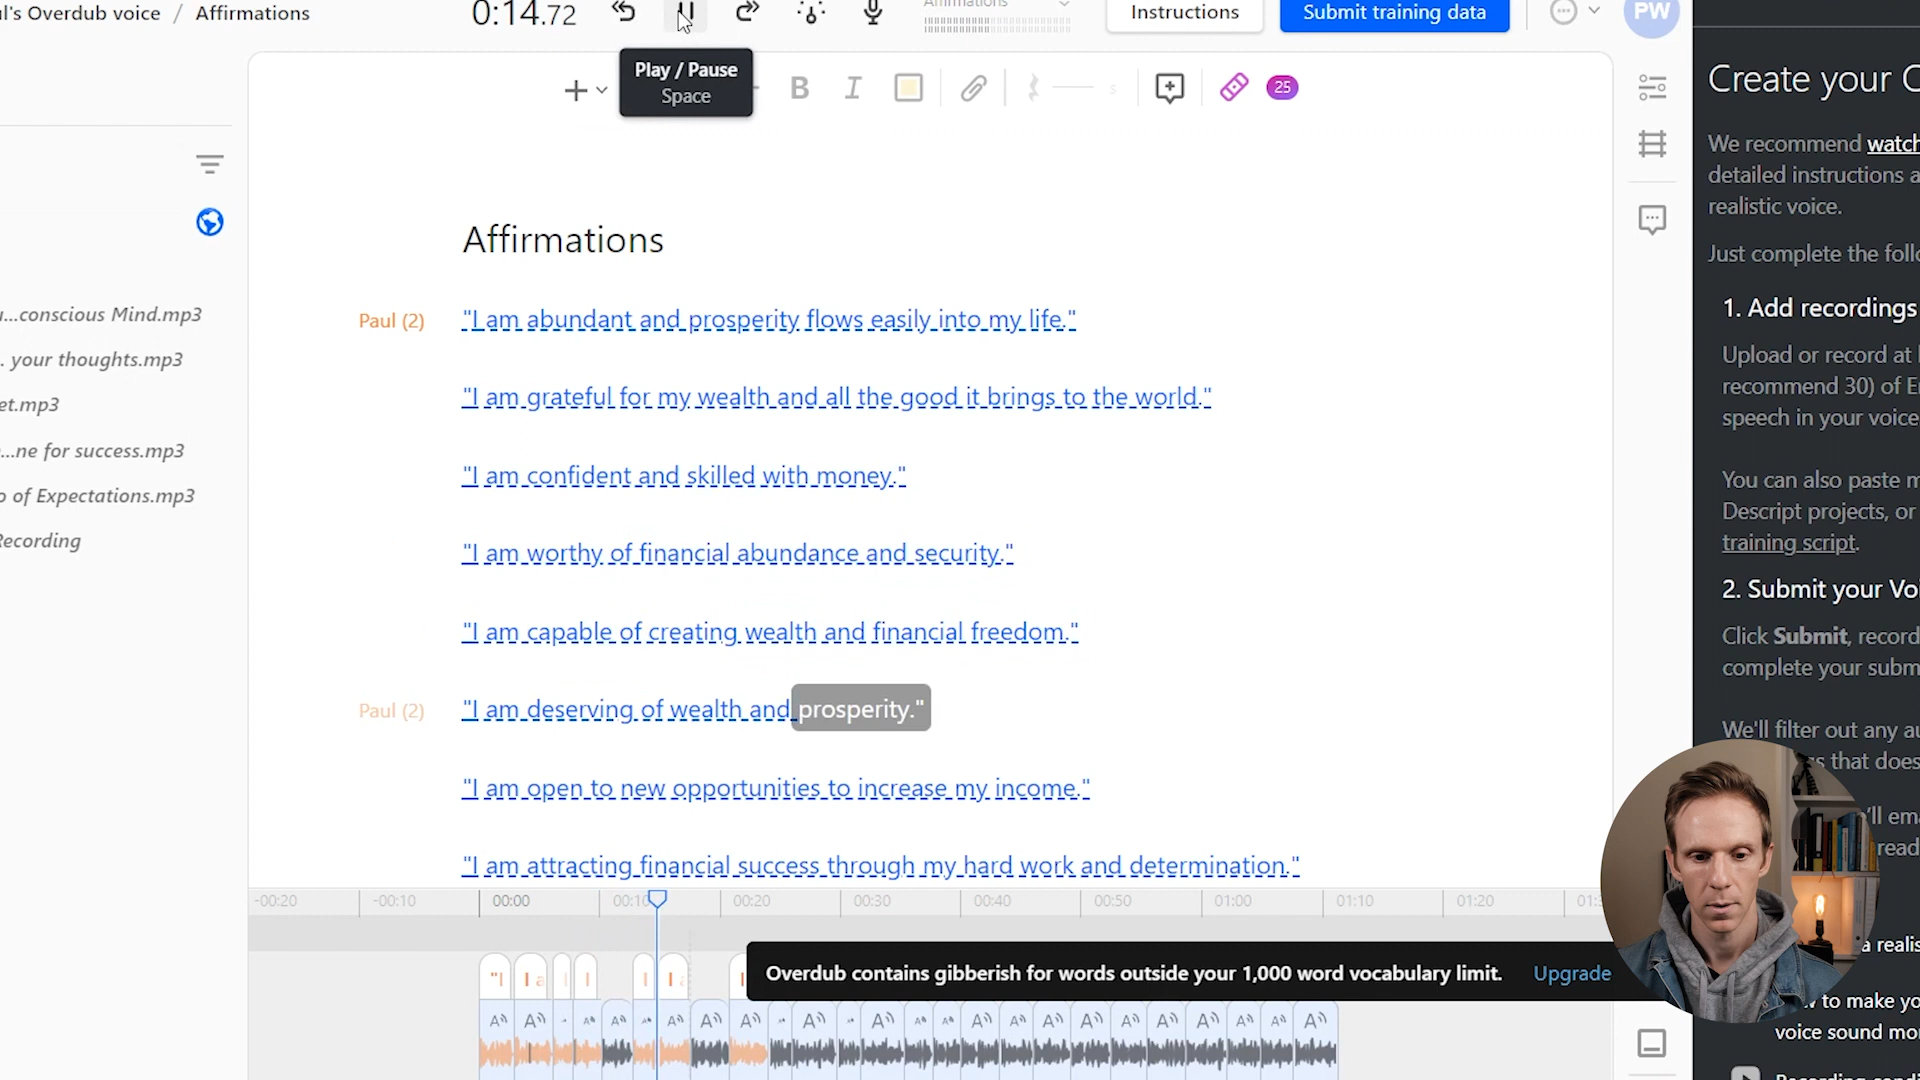 l's Overdub voice / Affirmations
0:14.72
Affirmations
Instructions
Submit training data
PW
Play / Pause
Space
B I
s
25
Affirmations
Paul (2)
"I am abundant and prosperity flows easily into my life."
"I am grateful for my wealth and all the good it brings to the world."
"I am confident and skilled with money."
"I am worthy of financial abundance and security."
"I am capable of creating wealth and financial freedom."
Paul (2)
"I am deserving of wealth and prosperity."
"I am open to new opportunities to increase my income."
"I am attracting financial success through my hard work and determination."
...conscious Mind.mp3
. your thoughts.mp3
et.mp3
...ne for success.mp3
o of Expectations.mp3
Recording
Create your
We recommend watch
detailed instructions a
realistic voice.
Just complete the follo
1. Add recordings
Upload or record at l
recommend 30) of E
speech in your voice
You can also paste m
Descript projects, or
training script.
2. Submit your Voi
Click Submit, record
complete your subm
We'll filter out any au
s that does
'll ema
read
a realis
to make yo
voice sound mor
-00:20
-00:10
00:00
00:10
00:20
00:30
00:40
00:50
01:00
01:10
01:20
Overdub contains gibberish for words outside your 1,000 word vocabulary limit.
Upgrade